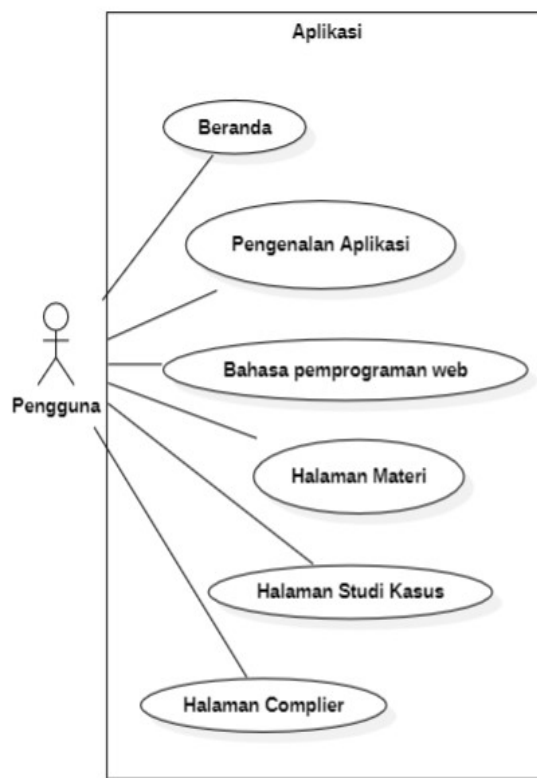 Aplikasi
Beranda
Pengenalan Aplikasi
Bahasa pemprograman web
Pengguna
Halaman Materi
Halaman Studi Kasus
Halaman Complier